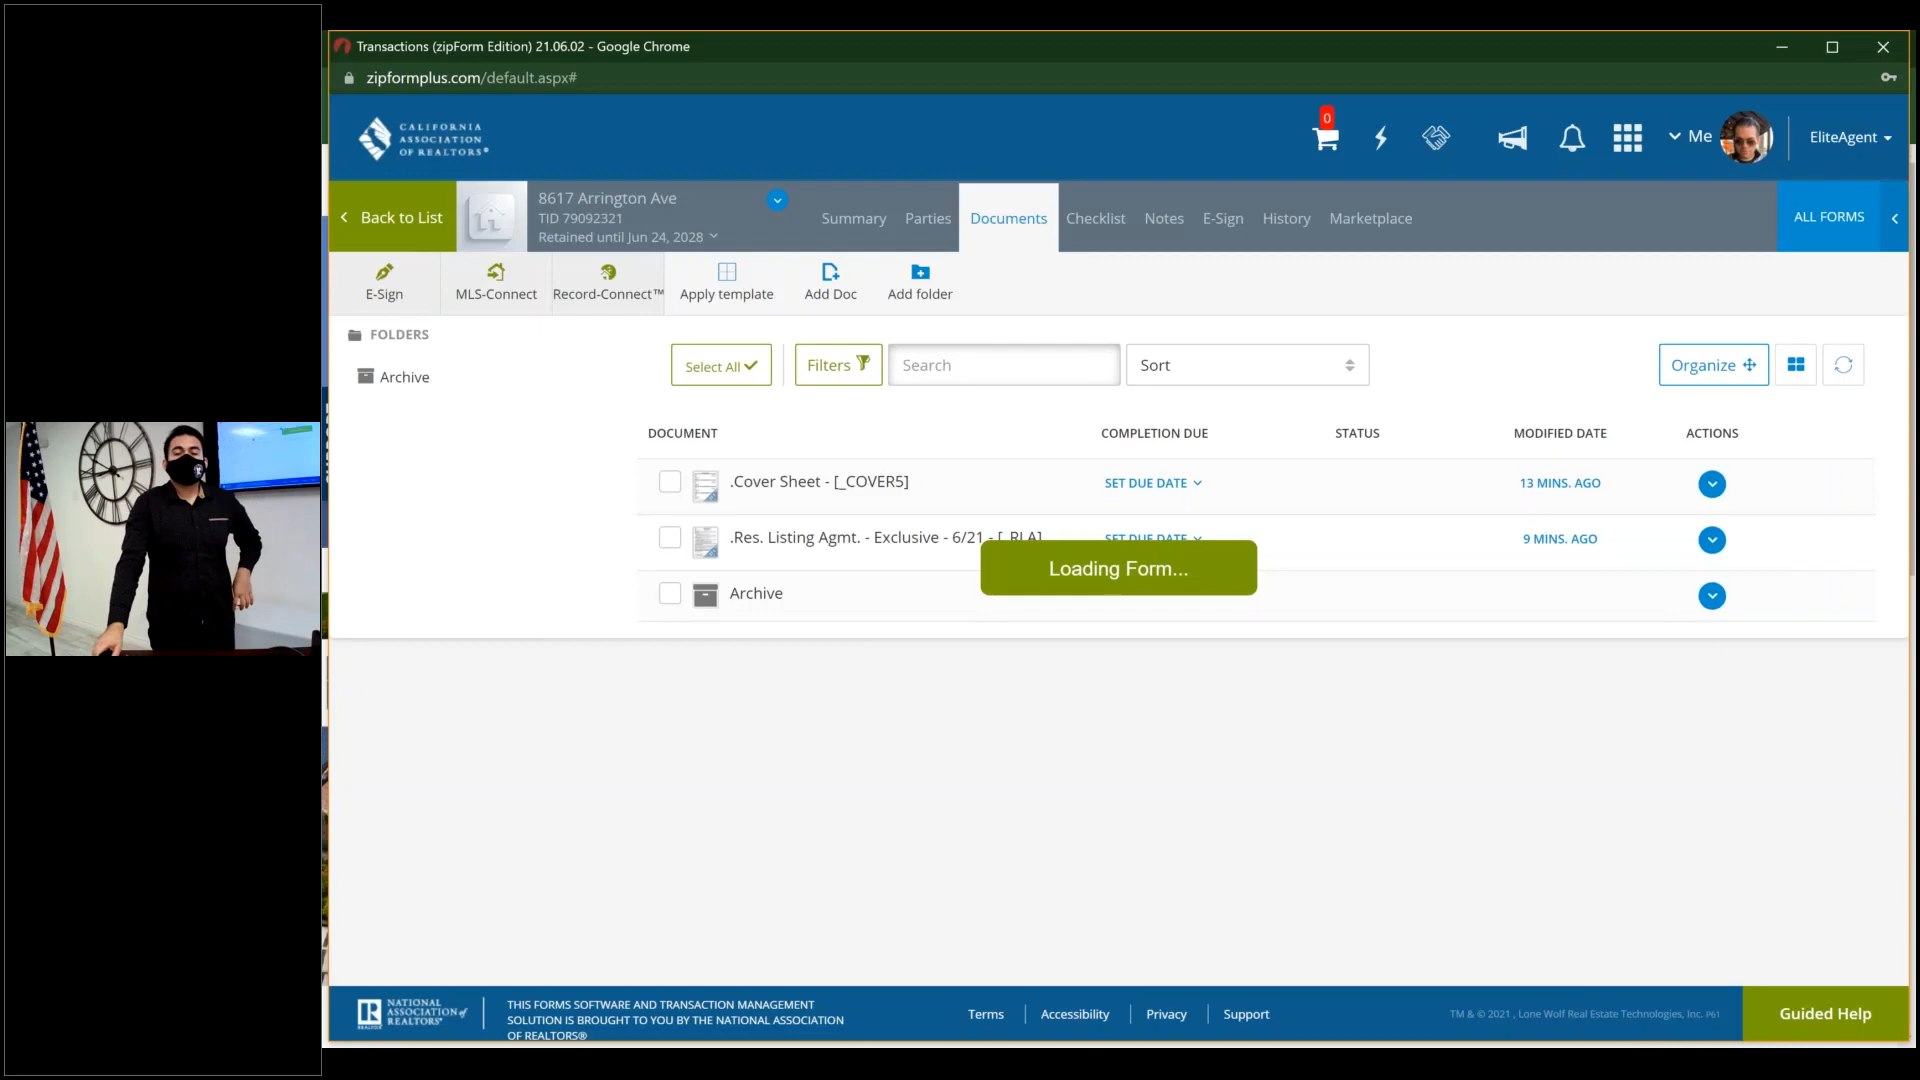 Transactions (zipForm Edition) 21.06.02 - Google Chrome
zipformplus.com/default.aspx#
CALIFORNIA
ASSOCIATION
OF REALTORS®
0
Me
EliteAgent
Back to List
8617 Arrington Ave
TID 79092321
Retained until Jun 24, 2028
Summary
Parties
Documents
Checklist
Notes
E-Sign
History
Marketplace
ALL FORMS
E-Sign
MLS-Connect
Record-Connect™
Apply template
Add Doc
Add folder
FOLDERS
Archive
Select All
Filters
Search
Sort
Organize
DOCUMENT
COMPLETION DUE
STATUS
MODIFIED DATE
ACTIONS
.Cover Sheet - [_COVER5]
SET DUE DATE
13 MINS. AGO
.Res. Listing Agmt. - Exclusive - 6/21 - [_RLA]
SET DUE DATE
9 MINS. AGO
Loading Form...
Archive
NATIONAL
ASSOCIATION of
REALTORS®
THIS FORMS SOFTWARE AND TRANSACTION MANAGEMENT
SOLUTION IS BROUGHT TO YOU BY THE NATIONAL ASSOCIATION
OF REALTORS®
Terms
Accessibility
Privacy
Support
TM & © 2021 , Lone Wolf Real Estate Technologies, Inc. P61
Guided Help